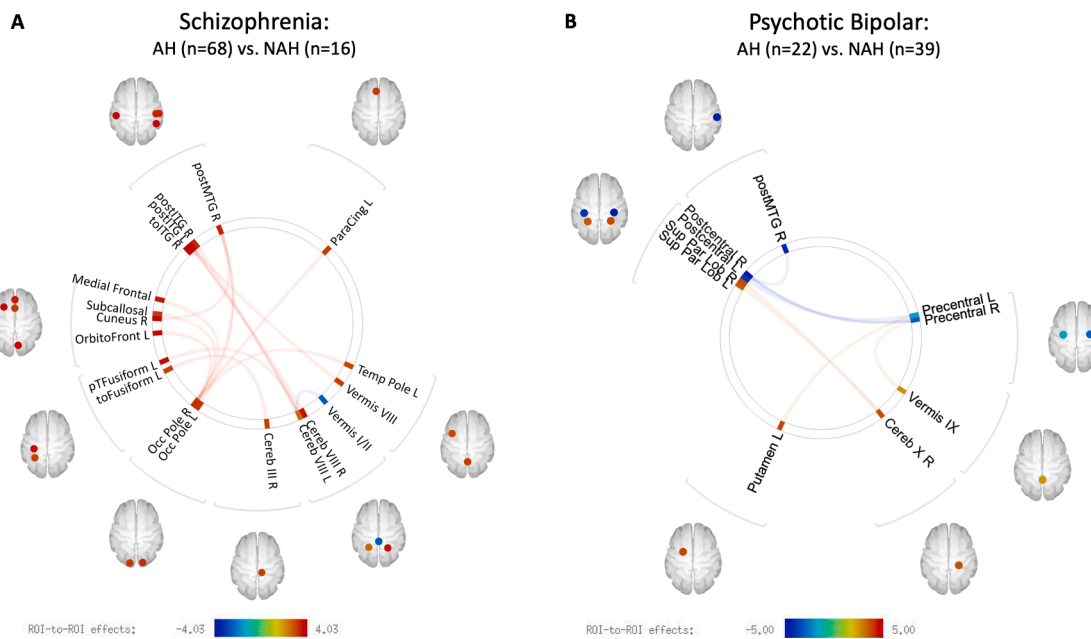 A
Schizophrenia:
AH (n=68) vs. NAH (n=16)
postMTG R
postITG R
postITG L
toITG R
ParaCing L
Medial Frontal
Subcallosal
Cuneus R
OrbitoFront L
pTFusiform L
toFusiform L
Occ Pole R
Occ Pole L
Cereb III R
Cereb VIII R
Cereb VIII L
Vermis I/II
Vermis VIII
Temp Pole L
ROI-to-ROI effects:
-4.03
4.03
B
Psychotic Bipolar:
AH (n=22) vs. NAH (n=39)
postMTG R
Postcentral R
Postcentral L
Sup Par Lob R
Sup Par Lob L
Precentral L
Precentral R
Vermis IX
Cereb X R
Putamen L
ROI-to-ROI effects:
-5.00
5.00